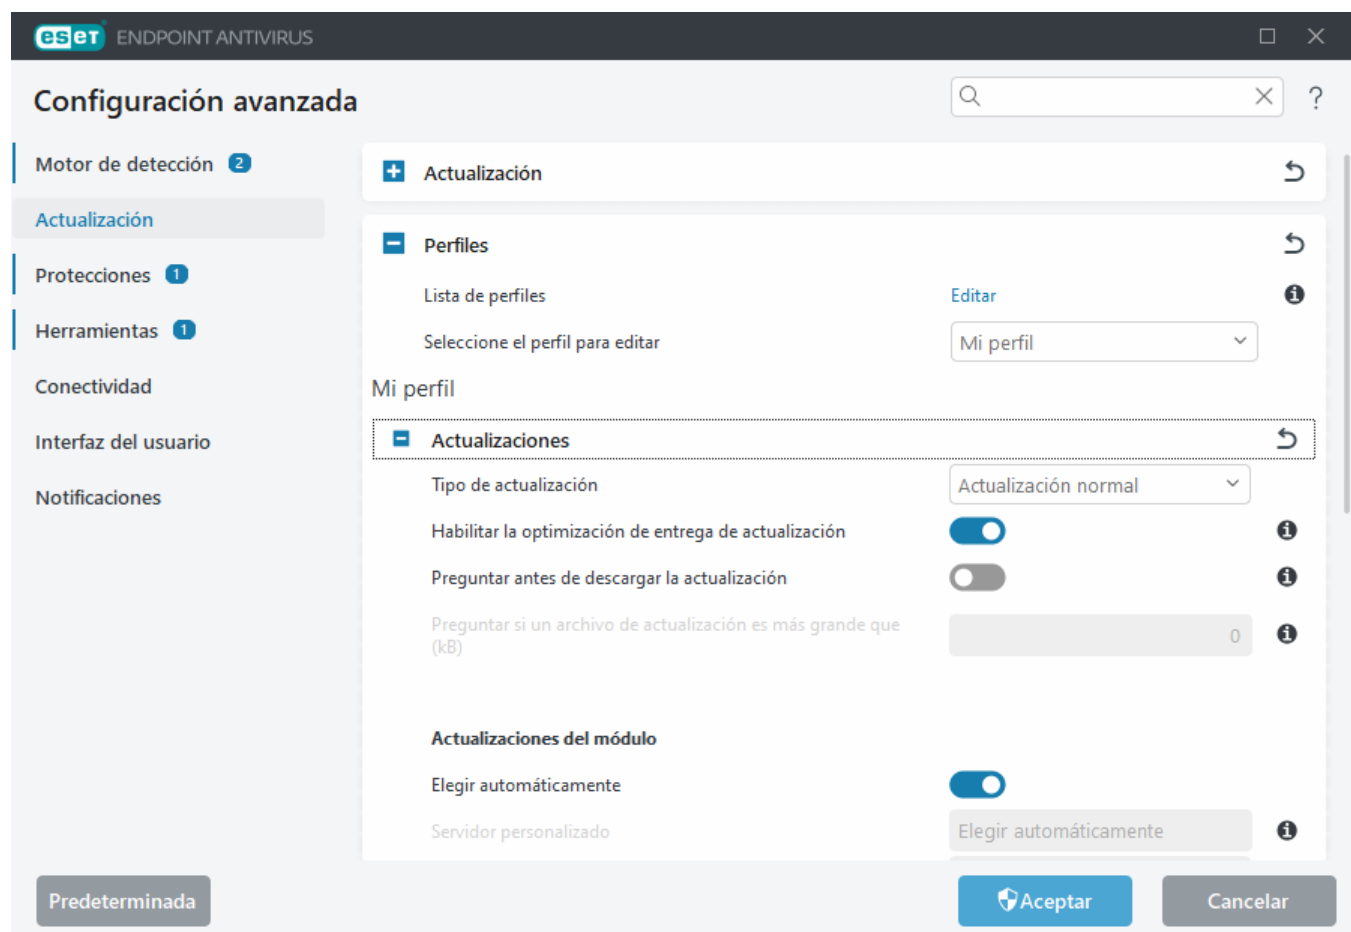 eset ENDPOINT ANTIVIRUS
Configuración avanzada
?
Motor de detección 2
Actualización
Protecciones 1
Herramientas 1
Conectividad
Interfaz del usuario
Notificaciones
Actualización
Perfiles
Lista de perfiles Editar
Seleccione el perfil para editar Mi perfil
Mi perfil
Actualizaciones
Tipo de actualización Actualización normal
Habilitar la optimización de entrega de actualización
Preguntar antes de descargar la actualización
Preguntar si un archivo de actualización es más grande que
(kB) 0
Actualizaciones del módulo
Elegir automáticamente
Servidor personalizado Elegir automáticamente
Predeterminada Aceptar Cancelar